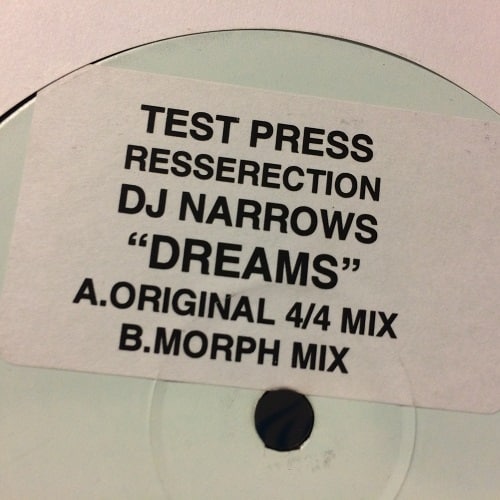 TEST PRESS
RESSERECTION
DJ NARROWS
“DREAMS”
A.ORIGINAL 4/4 MIX
B.MORPH MIX